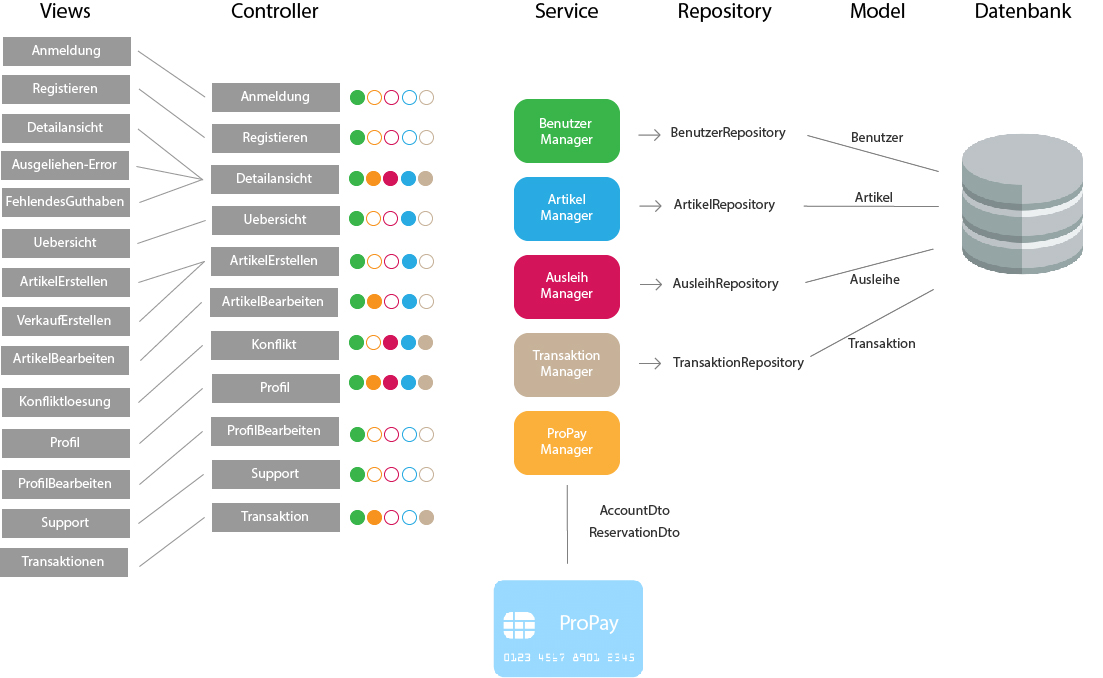 Views
Controller
Service
Repository
Model
Datenbank
Anmeldung
Registieren
Detailansicht
Ausgeliehen-Error
FehlendesGuthaben
Uebersicht
ArtikelErstellen
VerkaufErstellen
ArtikelBearbeiten
Konfliktloesung
Profil
ProfilBearbeiten
Support
Transaktionen
Anmeldung
Registieren
Detailansicht
Uebersicht
ArtikelErstellen
ArtikelBearbeiten
Konflikt
Profil
ProfilBearbeiten
Support
Transaktion
Benutzer
Manager
Artikel
Manager
Ausleih
Manager
Transaktion
Manager
ProPay
Manager
AccountDto
ReservationDto
ProPay
0123 4567 8901 2345
BenutzerRepository
ArtikelRepository
AusleihRepository
TransaktionRepository
Benutzer
Artikel
Ausleihe
Transaktion